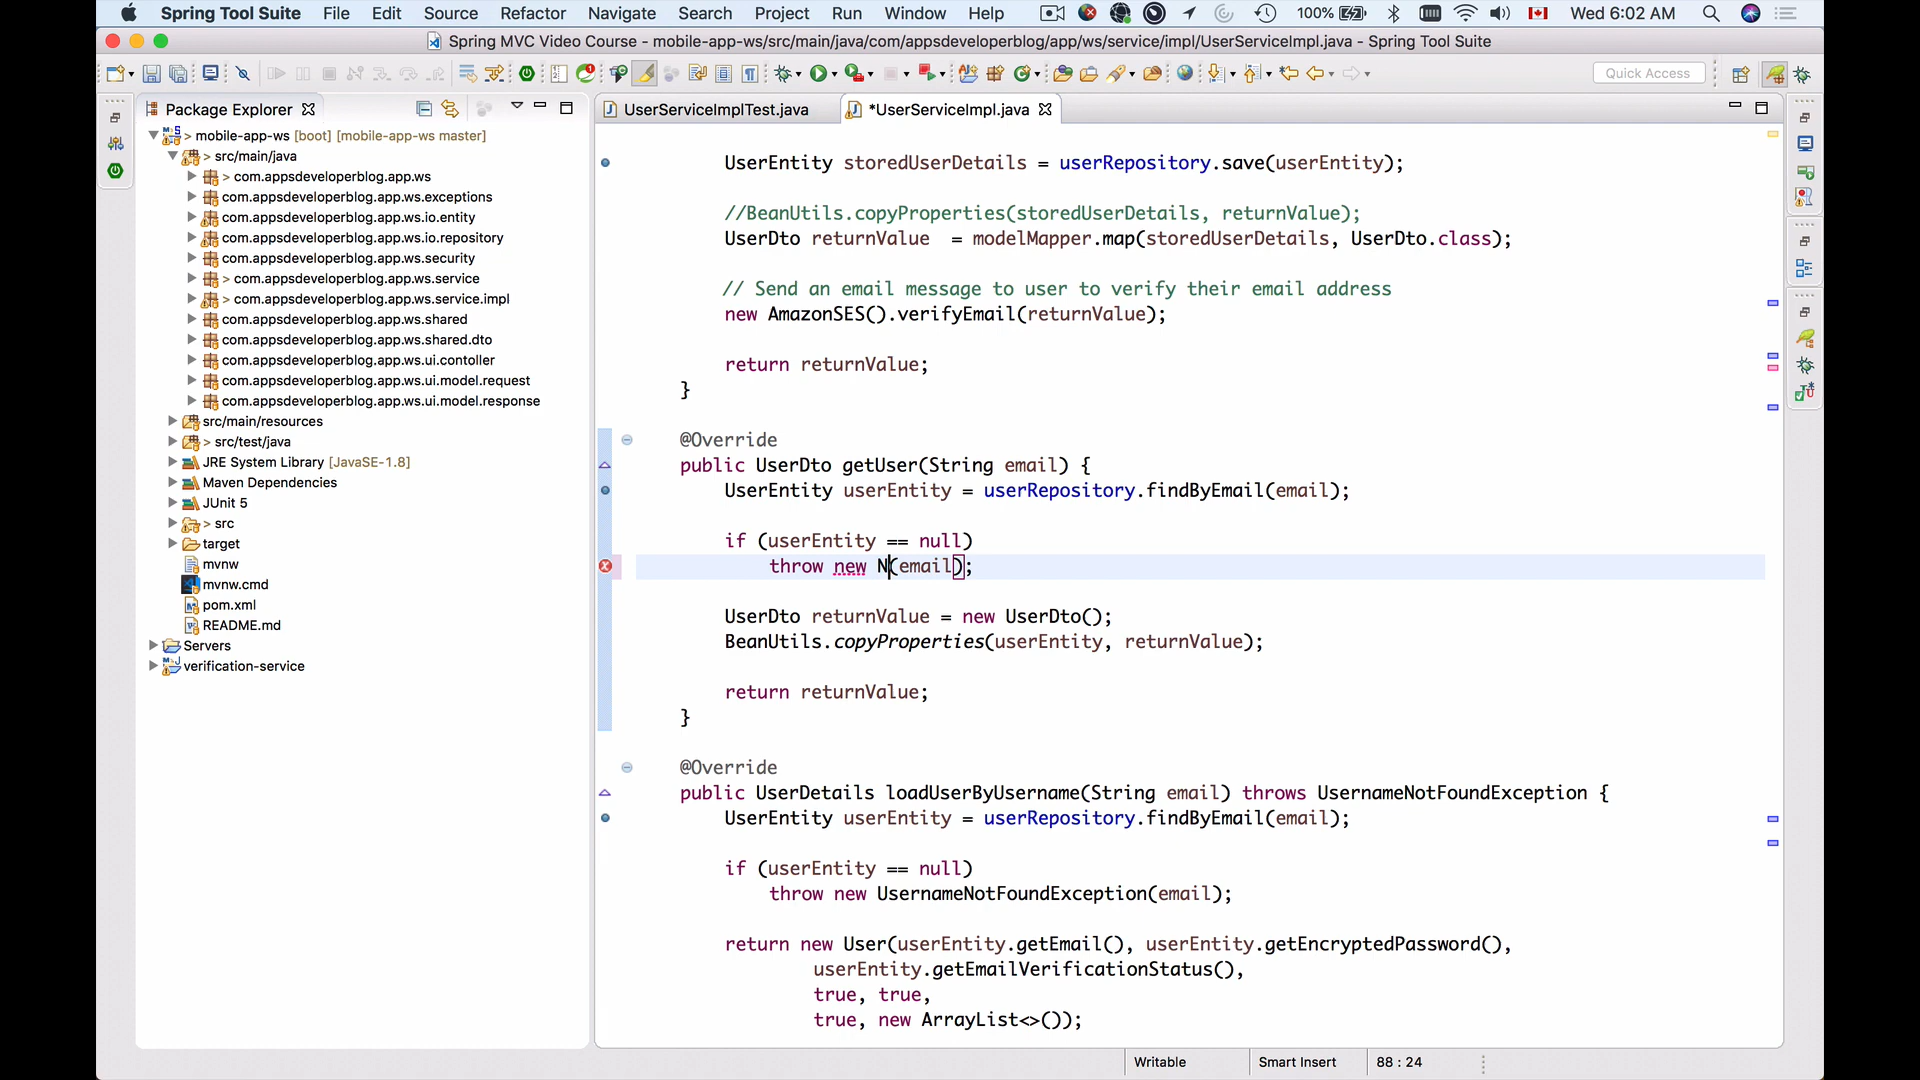 Spring Tool Suite File Edit Source Refactor Navigate Search Project Run Window Help 100% Wed 6:02 AM
Spring MVC Video Course - mobile-app-ws/src/main/java/com/appsdeveloperblog/app/ws/service/impl/UserServiceImpl.java - Spring Tool Suite
Quick Access
Package Explorer
UserServiceImplTest.java
*UserServiceImpl.java
> mobile-app-ws [boot] [mobile-app-ws master]
> src/main/java
> com.appsdeveloperblog.app.ws
com.appsdeveloperblog.app.ws.exceptions
com.appsdeveloperblog.app.ws.io.entity
com.appsdeveloperblog.app.ws.io.repository
com.appsdeveloperblog.app.ws.security
> com.appsdeveloperblog.app.ws.service
> com.appsdeveloperblog.app.ws.service.impl
com.appsdeveloperblog.app.ws.shared
com.appsdeveloperblog.app.ws.shared.dto
com.appsdeveloperblog.app.ws.ui.contoller
com.appsdeveloperblog.app.ws.ui.model.request
com.appsdeveloperblog.app.ws.ui.model.response
src/main/resources
> src/test/java
JRE System Library [JavaSE-1.8]
Maven Dependencies
JUnit 5
> src
target
mvnw
mvnw.cmd
pom.xml
README.md
Servers
verification-service
UserEntity storedUserDetails = userRepository.save(userEntity);
//BeanUtils.copyProperties(storedUserDetails, returnValue);
UserDto returnValue  = modelMapper.map(storedUserDetails, UserDto.class);
// Send an email message to user to verify their email address
new AmazonSES().verifyEmail(returnValue);
return returnValue;
}
@Override
public UserDto getUser(String email) {
UserEntity userEntity = userRepository.findByEmail(email);
if (userEntity == null)
throw new N(email);
UserDto returnValue = new UserDto();
BeanUtils.copyProperties(userEntity, returnValue);
return returnValue;
}
@Override
public UserDetails loadUserByUsername(String email) throws UsernameNotFoundException {
UserEntity userEntity = userRepository.findByEmail(email);
if (userEntity == null)
throw new UsernameNotFoundException(email);
return new User(userEntity.getEmail(), userEntity.getEncryptedPassword(),
userEntity.getEmailVerificationStatus(),
true, true,
true, new ArrayList<>());
Writable
Smart Insert
88 : 24